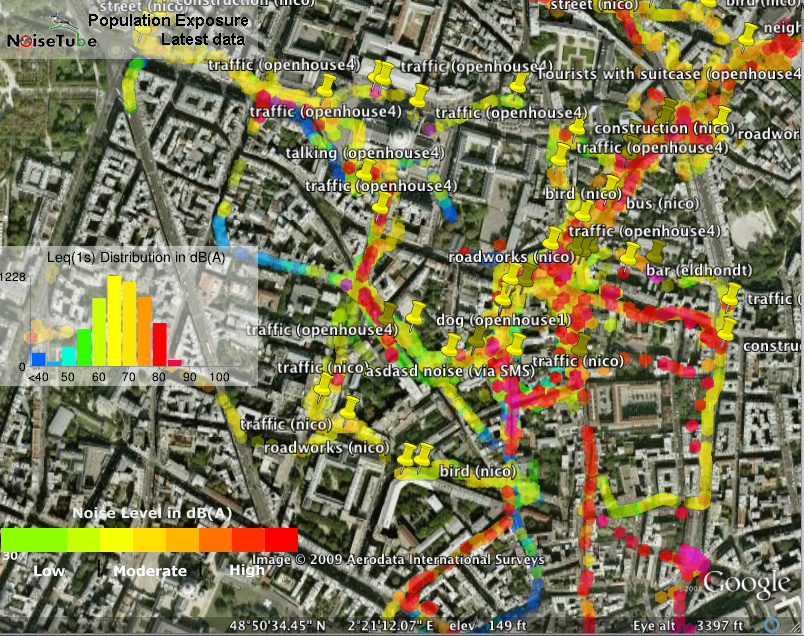 street (nico)
construction (nico)
street (nico)
bird (nico)
Population Exposure
NoiseTube
Latest data
neigh
traffic (openhouse4)
traffic (openhouse4)
Tourists with suitcase (openhouse4
traffic (openhouse4)
traffic (openhouse4)
construction (nico)
roadwor
traffic (openhouse4)
talking (openhouse4)
traffic (openhouse4)
bird (nico)
bus (nico)
traffic (openhouse4)
Leq(1s) Distribution in dB(A)
roadworks (nico)
bar (eldhondt)
1228
traffic (
dog (openhouse1)
traffic (openhouse4)
constru
0
traffic (nico)
traffic (nico)
asdasd noise (via SMS)
<40 50 60 70 80 90 100
traffic (nico)
roadworks (nico)
bird (nico)
Noise Level in dB(A)
30
Low Moderate High
Image © 2009 Aerodata International Surveys
©2008 Google
48°50'34.45" N 2°21'12.07" E elev 149 ft Eye alt 3397 ft